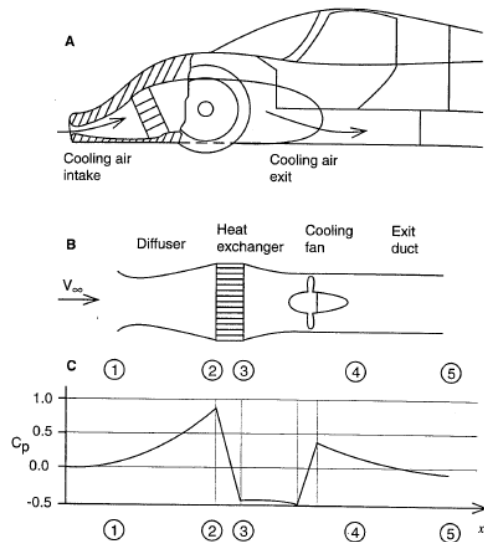 A
Cooling air
intake
Cooling air
exit
B
Diffuser
Heat
exchanger
Cooling
fan
Exit
duct
V∞
C
① ② ③ ④ ⑤
1.0
0.5
Cp
0.0
-0.5
x
① ② ③ ④ ⑤